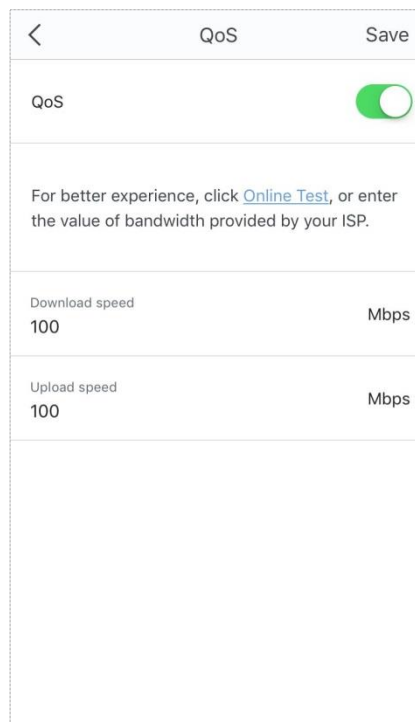 QoS Save
QoS
For better experience, click Online Test, or enter
the value of bandwidth provided by your ISP.
Download speed
100 Mbps
Upload speed
100 Mbps